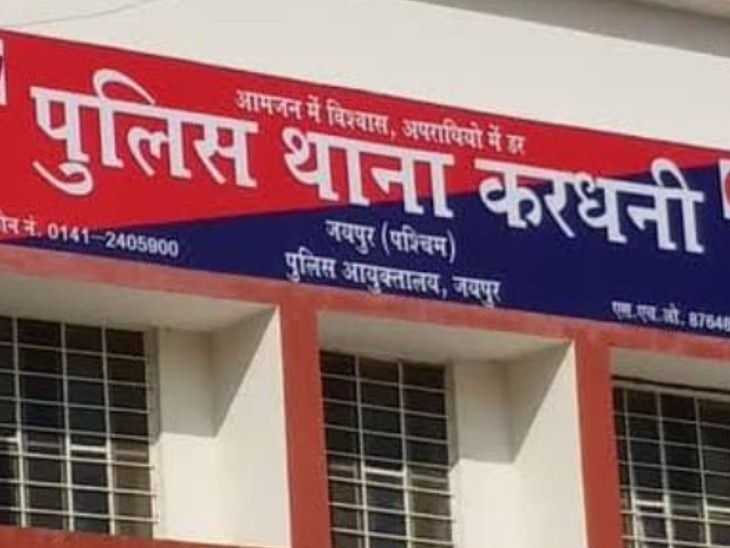 आमजन में विश्वास, अपराधियो में डर
पुलिस थाना करधनी
जयपुर (पश्चिम)
पुलिस आयुक्तालय, जयपुर
नं. 0141-2405900
एस.एच.ओ.